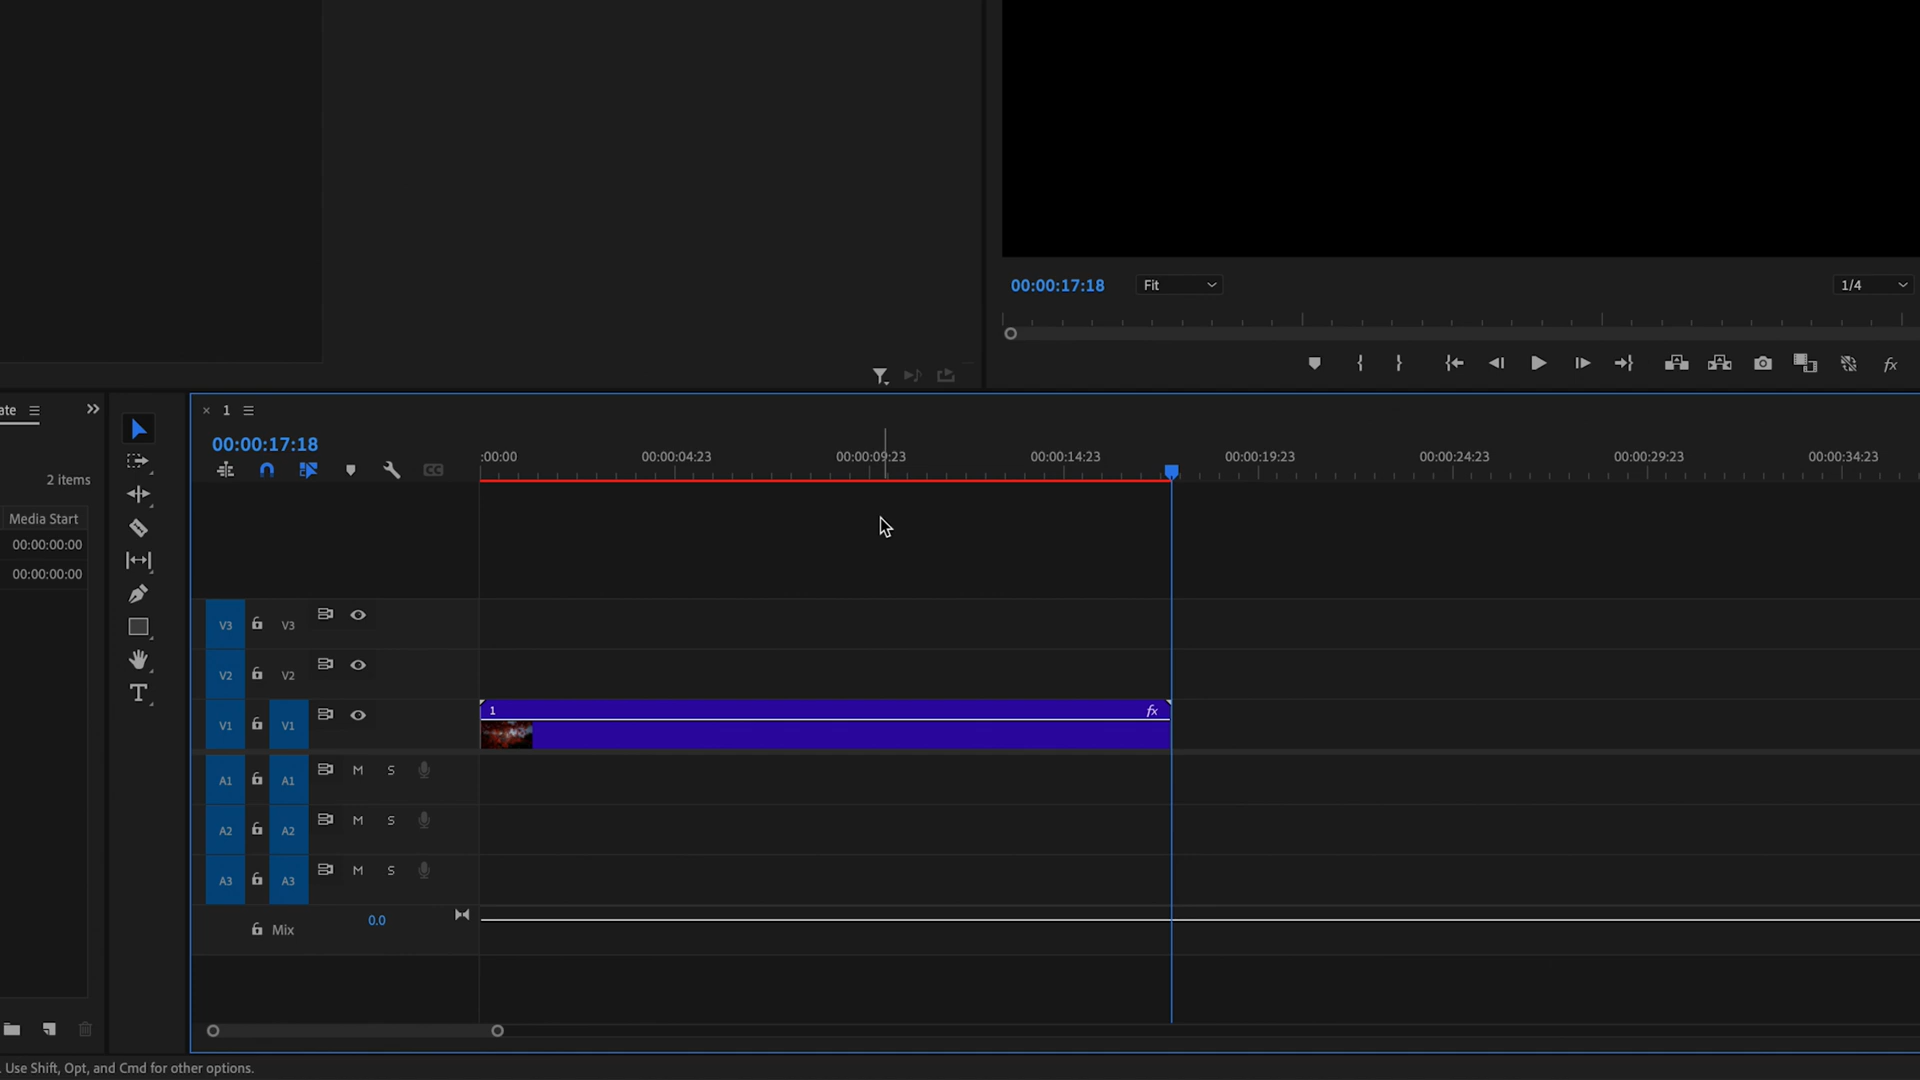 00:00:17:18
Fit
1/4
fx
ate
1
00:00:17:18
:00:00
00:00:04:23
00:00:09:23
00:00:14:23
00:00:19:23
00:00:24:23
00:00:29:23
00:00:34:23
CC
2 items
Media Start
00:00:00:00
00:00:00:00
V3 V3
V2 V2
V1 V1
1
fx
A1 A1 M S
A2 A2 M S
A3 A3 M S
Mix
0.0
. Use Shift, Opt, and Cmd for other options.